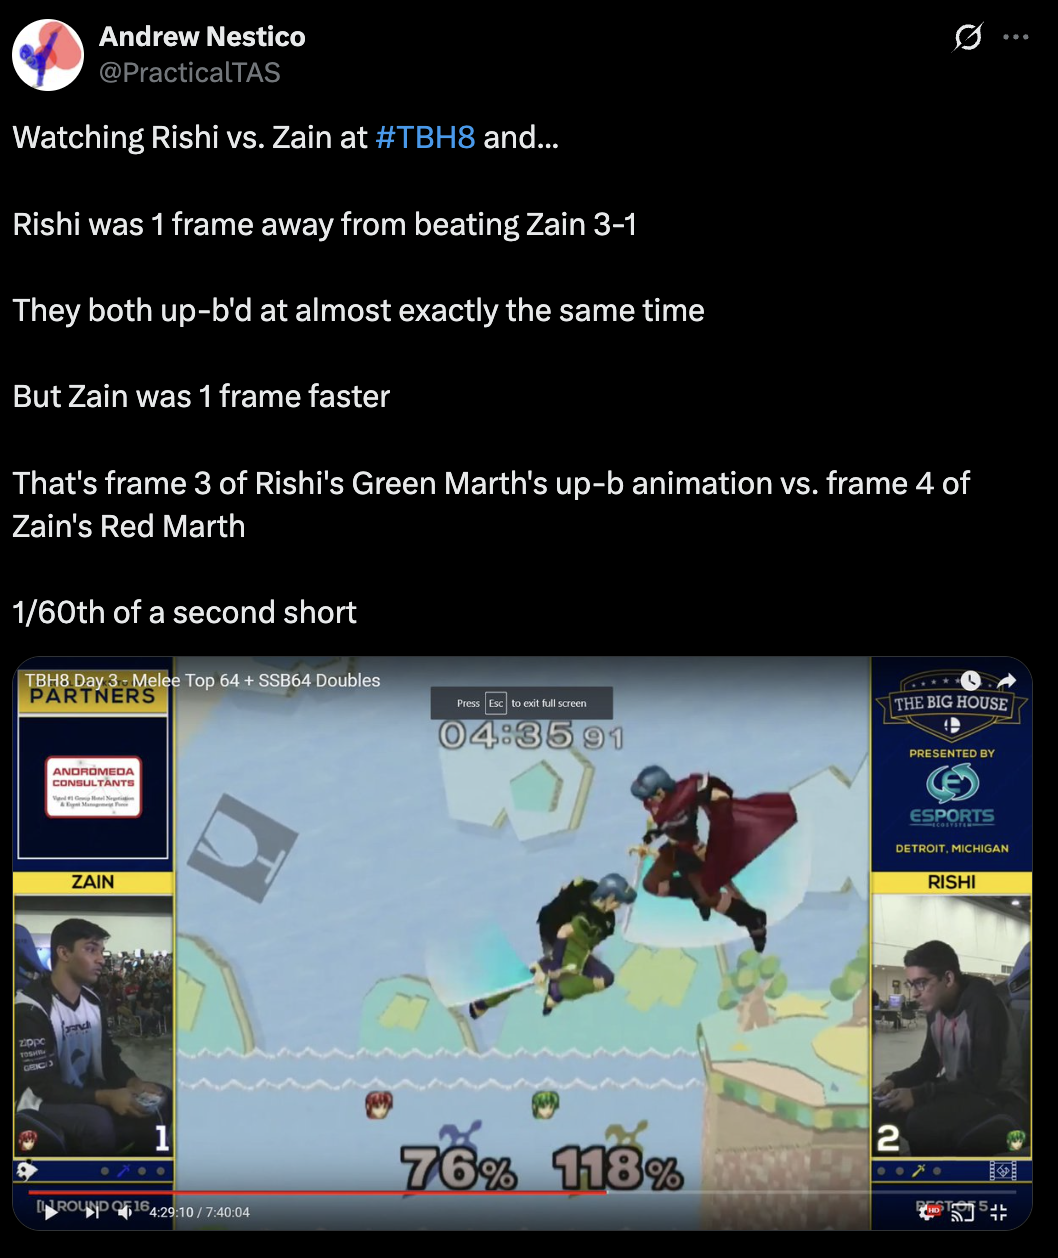 Andrew Nestico
@PracticalTAS
Watching Rishi vs. Zain at #TBH8 and...
Rishi was 1 frame away from beating Zain 3-1
They both up-b'd at almost exactly the same time
But Zain was 1 frame faster
That's frame 3 of Rishi's Green Marth's up-b animation vs. frame 4 of
Zain's Red Marth
1/60th of a second short
TBH8 Day 3 - Melee Top 64 + SSB64 Doubles
PARTNERS
Press Esc to exit full screen
04:35 91
THE BIG HOUSE
PRESENTED BY
ESPORTS
ECOSYSTEM
DETROIT, MICHIGAN
ANDROMEDA
CONSULTANTS
ZAIN
RISHI
1
2
76%
118%
[L] ROUND OF 16
BEST OF 5
4:29:10 / 7:40:04
HD